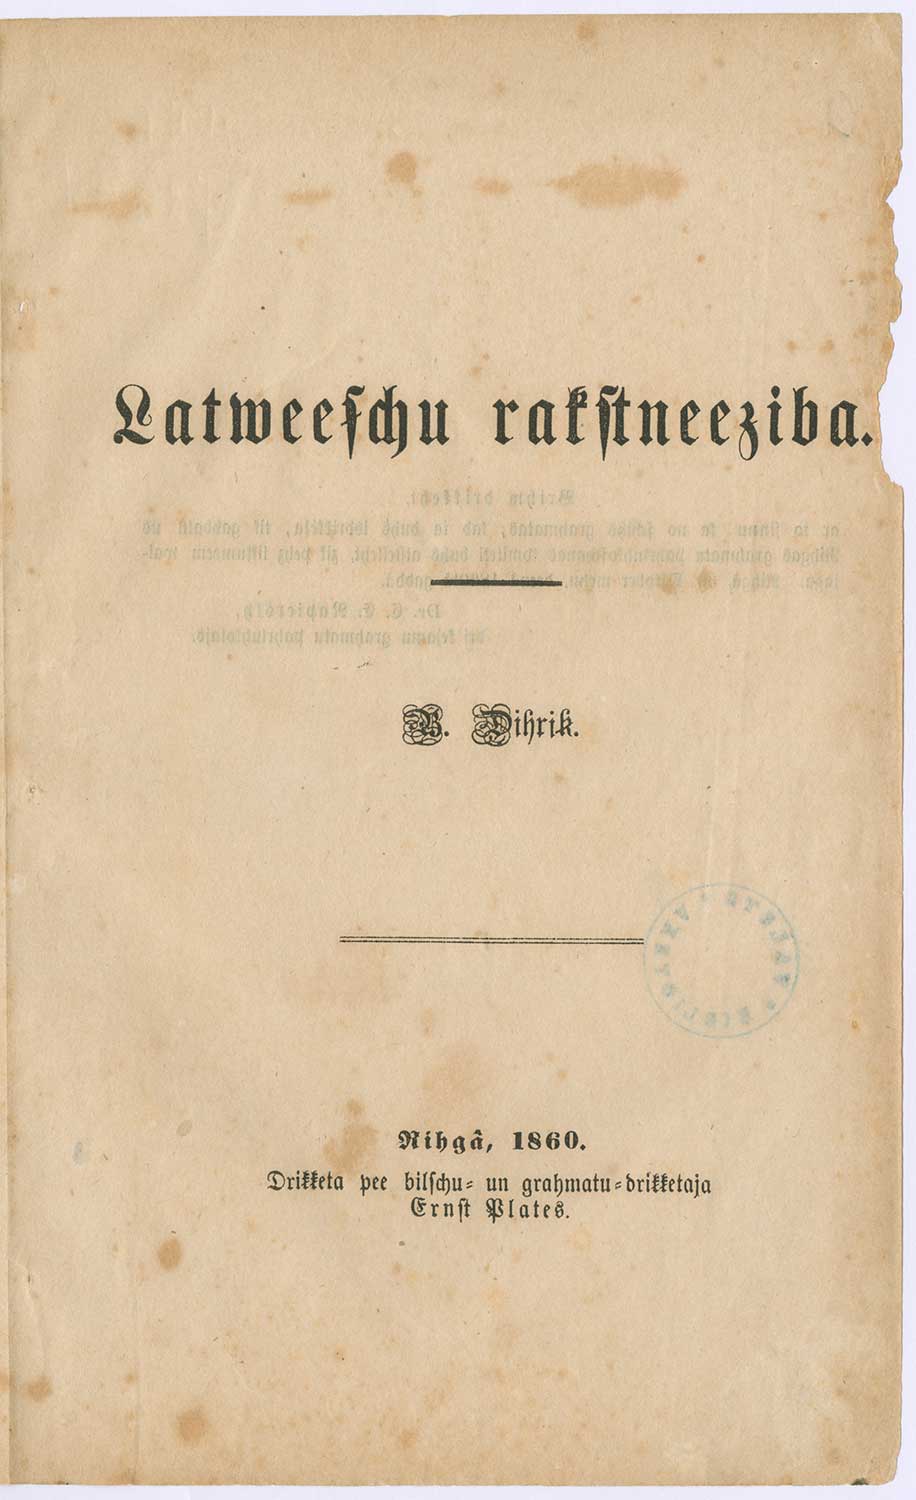 Latweeſchu rakſtneeziba.
B. Dihrik.
Rihgâ, 1860.
Drikketa pee bilſchu- un grahmatu-drikketaja
Ernſt Plates.